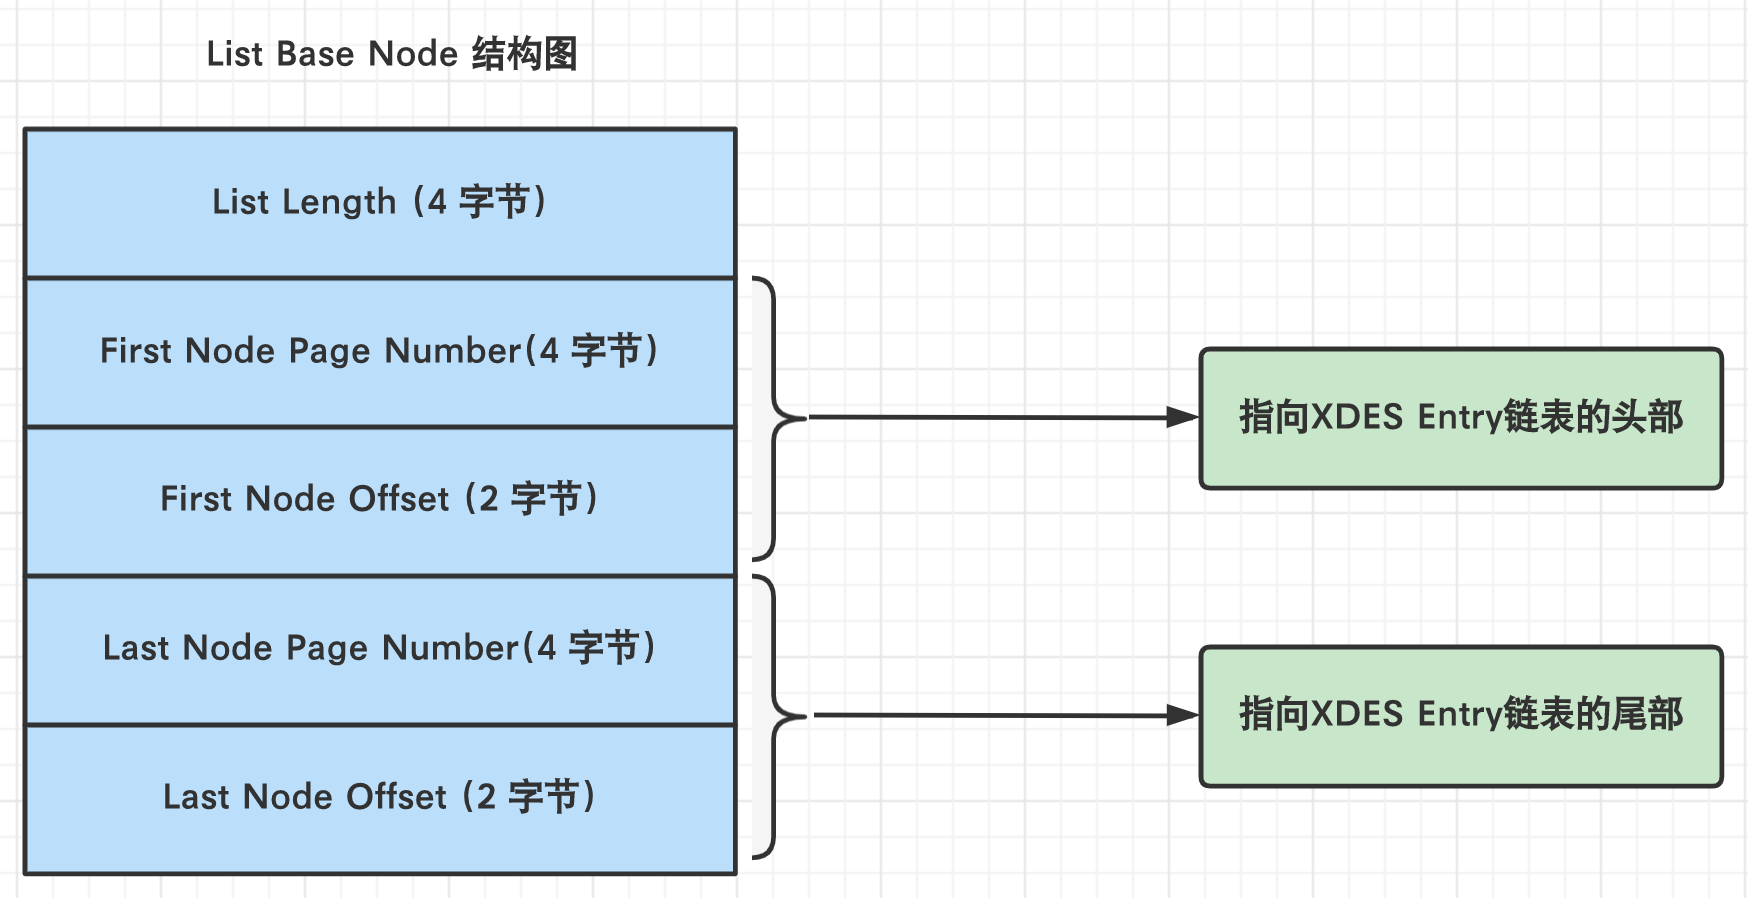 List Base Node 结构图
List Length (4 字节)
First Node Page Number(4 字节)
First Node Offset (2 字节)
指向XDES Entry链表的头部
Last Node Page Number(4 字节)
Last Node Offset (2 字节)
指向XDES Entry链表的尾部